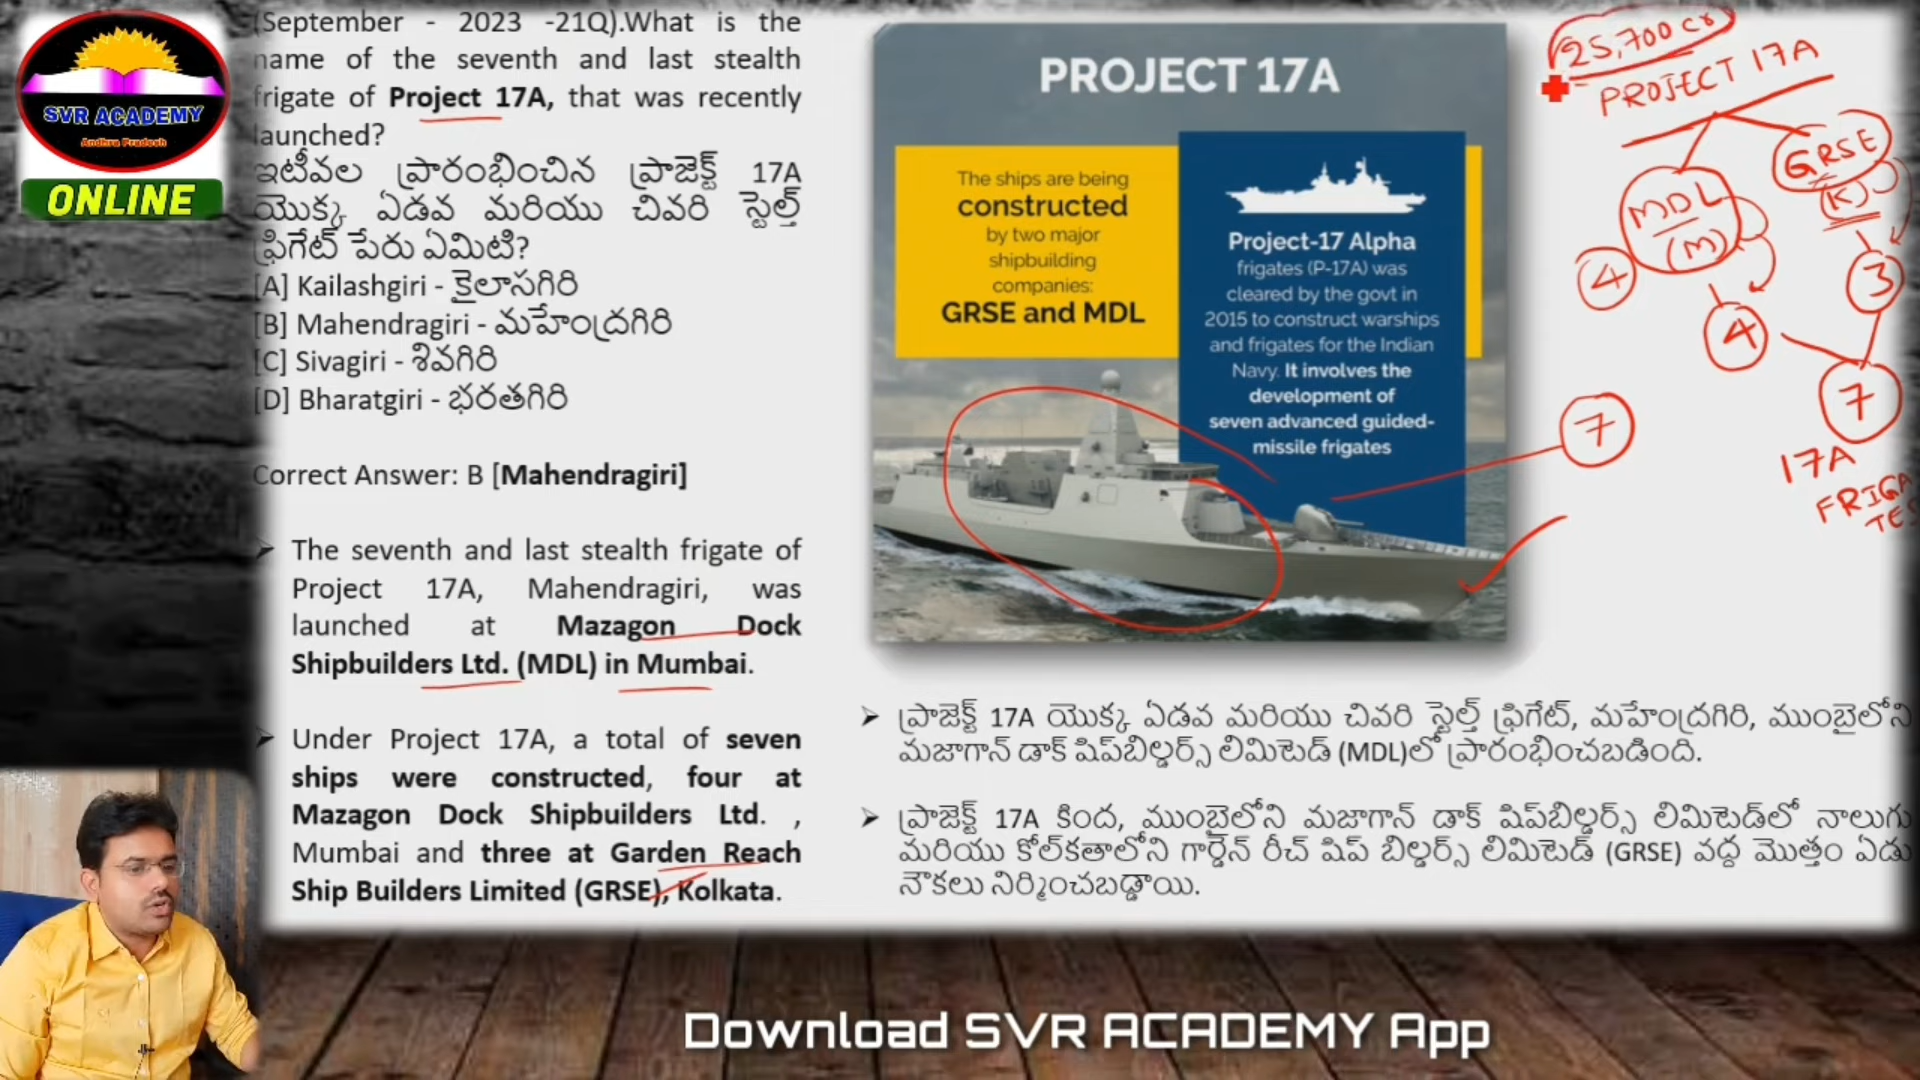 SVR ACADEMY
Andhra Pradesh
ONLINE
(September - 2023 -21Q).What is the
name of the seventh and last stealth
frigate of Project 17A, that was recently
launched?
ఇటీవల ప్రారంభించిన ప్రాజెక్ట్ 17A
యొక్క ఏడవ మరియు చివరి స్టెల్త్
ఫ్రిగేట్ పేరు ఏమిటి?
[A] Kailashgiri - కైలాసగిరి
[B] Mahendragiri - మహేంద్రగిరి
[C] Sivagiri - శివగిరి
[D] Bharatgiri - భరతగిరి
Correct Answer: B [Mahendragiri]
➢ The seventh and last stealth frigate of
Project 17A, Mahendragiri, was
launched at Mazagon Dock
Shipbuilders Ltd. (MDL) in Mumbai.
➢ Under Project 17A, a total of seven
ships were constructed, four at
Mazagon Dock Shipbuilders Ltd. ,
Mumbai and three at Garden Reach
Ship Builders Limited (GRSE), Kolkata.
PROJECT 17A
The ships are being
constructed
by two major
shipbuilding
companies:
GRSE and MDL
Project-17 Alpha
frigates (P-17A) was
cleared by the govt in
2015 to construct warships
and frigates for the Indian
Navy. It involves the
development of
seven advanced guided-
missile frigates
25,700 cr
PROJECT 17A
GRSE
(K)
MDL
(M)
4
3
4
7
7
17A
FRIGA
TES
➢ ప్రాజెక్ట్ 17A యొక్క ఏడవ మరియు చివరి స్టెల్త్ ఫ్రిగేట్, మహేంద్రగిరి, ముంబైలోని
మజాగాన్ డాక్ షిప్‌బిల్డర్స్ లిమిటెడ్ (MDL)లో ప్రారంభించబడింది.
➢ ప్రాజెక్ట్ 17A కింద, ముంబైలోని మజాగాన్ డాక్ షిప్‌బిల్డర్స్ లిమిటెడ్‌లో నాలుగు
మరియు కోల్‌కతాలోని గార్డెన్ రీచ్ షిప్ బిల్డర్స్ లిమిటెడ్ (GRSE) వద్ద మొత్తం ఏడు
నౌకలు నిర్మించబడ్డాయి.
Download SVR ACADEMY App